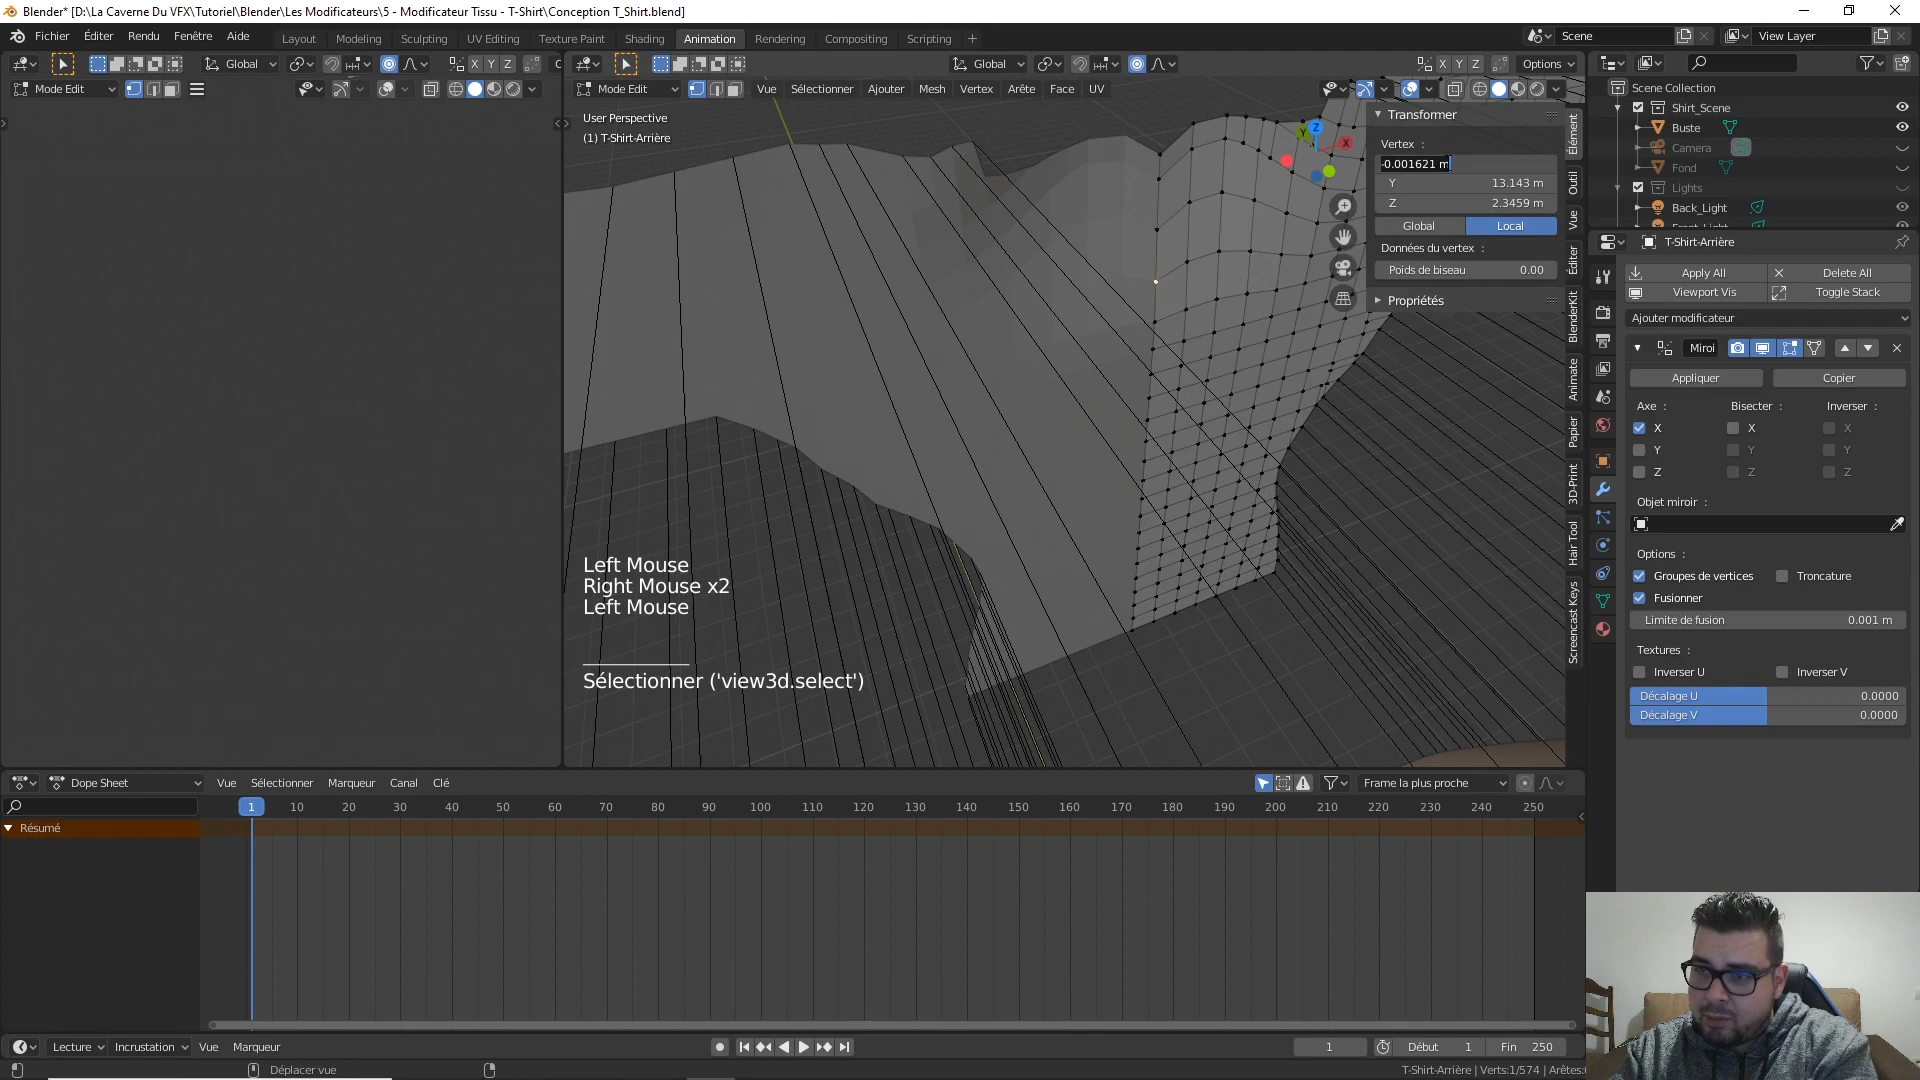 Blender* [D:\La Caverne Du VFX\Tutoriel\Blender\Les Modificateurs\5 - Modificateur Tissu - T-Shirt\Conception T_Shirt.blend]
Fichier Éditer Rendu Fenêtre Aide Layout Modeling Sculpting UV Editing Texture Paint Shading Animation Rendering Compositing Scripting + Scene View Layer
Global X Y Z Global X Y Z Options
Mode Edit Mode Edit Vue Sélectionner Ajouter Maillage Vertex Arête Face UV
User Perspective
(1) T-Shirt-Arrière
Transformer
Vertex :
-0.001621 m
Y 13.143 m
Z 2.3459 m
Global Local
Données du vertex :
Poids de biseau 0.00
Propriétés
Élément
Outil
Vue
Éditer
BlenderKit
Animate
Papier
3D-Print
Hair Tool
Screencast Keys
Scene Collection
Shirt_Scene
Buste
Camera
Fond
Lights
Back_Light
T-Shirt-Arrière
Apply All Delete All
Viewport Vis Toggle Stack
Ajouter modificateur
Miroi
Appliquer Copier
Axe : Bisecter : Inverser :
X X X
Y Y Y
Z Z Z
Objet miroir :
Options :
Groupes de vertices Troncature
Fusionner
Limite de fusion 0.001 m
Textures :
Inverser U Inverser V
Décalage U 0.0000
Décalage V 0.0000
Left Mouse
Right Mouse x2
Left Mouse
Sélectionner ('view3d.select')
Dope Sheet Vue Sélectionner Marqueur Canal Clé Frame la plus proche
1 10 20 30 40 50 60 70 80 90 100 110 120 130 140 150 160 170 180 190 200 210 220 230 240 250
Résumé
Lecture Incrustation Vue Marqueur 1 Début 1 Fin 250
Déplacer vue T-Shirt-Arrière | Verts:1/574 | Arêtes: